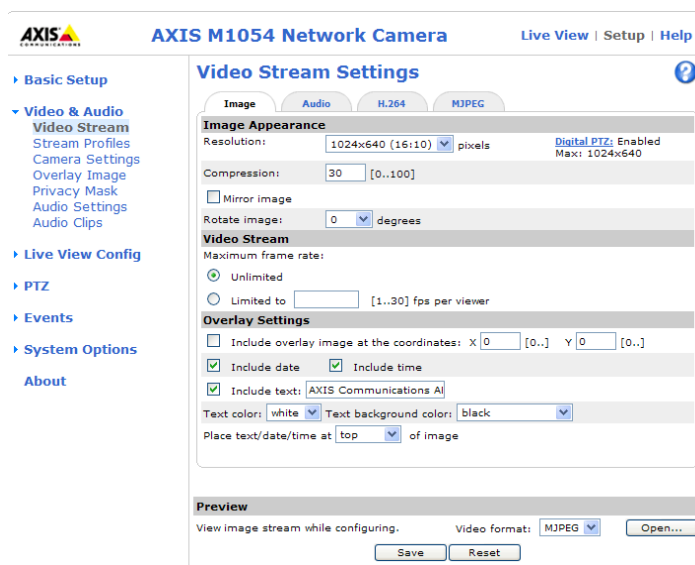 AXIS
COMMUNICATIONS
AXIS M1054 Network Camera
Live View | Setup | Help
Basic Setup
Video & Audio
Video Stream
Stream Profiles
Camera Settings
Overlay Image
Privacy Mask
Audio Settings
Audio Clips
Live View Config
PTZ
Events
System Options
About
Video Stream Settings
?
Image Audio H.264 MJPEG
Image Appearance
Resolution: 1024x640 (16:10) pixels Digital PTZ: Enabled
Max: 1024x640
Compression: 30 [0..100]
Mirror image
Rotate image: 0 degrees
Video Stream
Maximum frame rate:
Unlimited
Limited to [1..30] fps per viewer
Overlay Settings
Include overlay image at the coordinates: X 0 [0..] Y 0 [0..]
Include date Include time
Include text: AXIS Communications AI
Text color: white Text background color: black
Place text/date/time at top of image
Preview
View image stream while configuring. Video format: MJPEG Open...
Save Reset